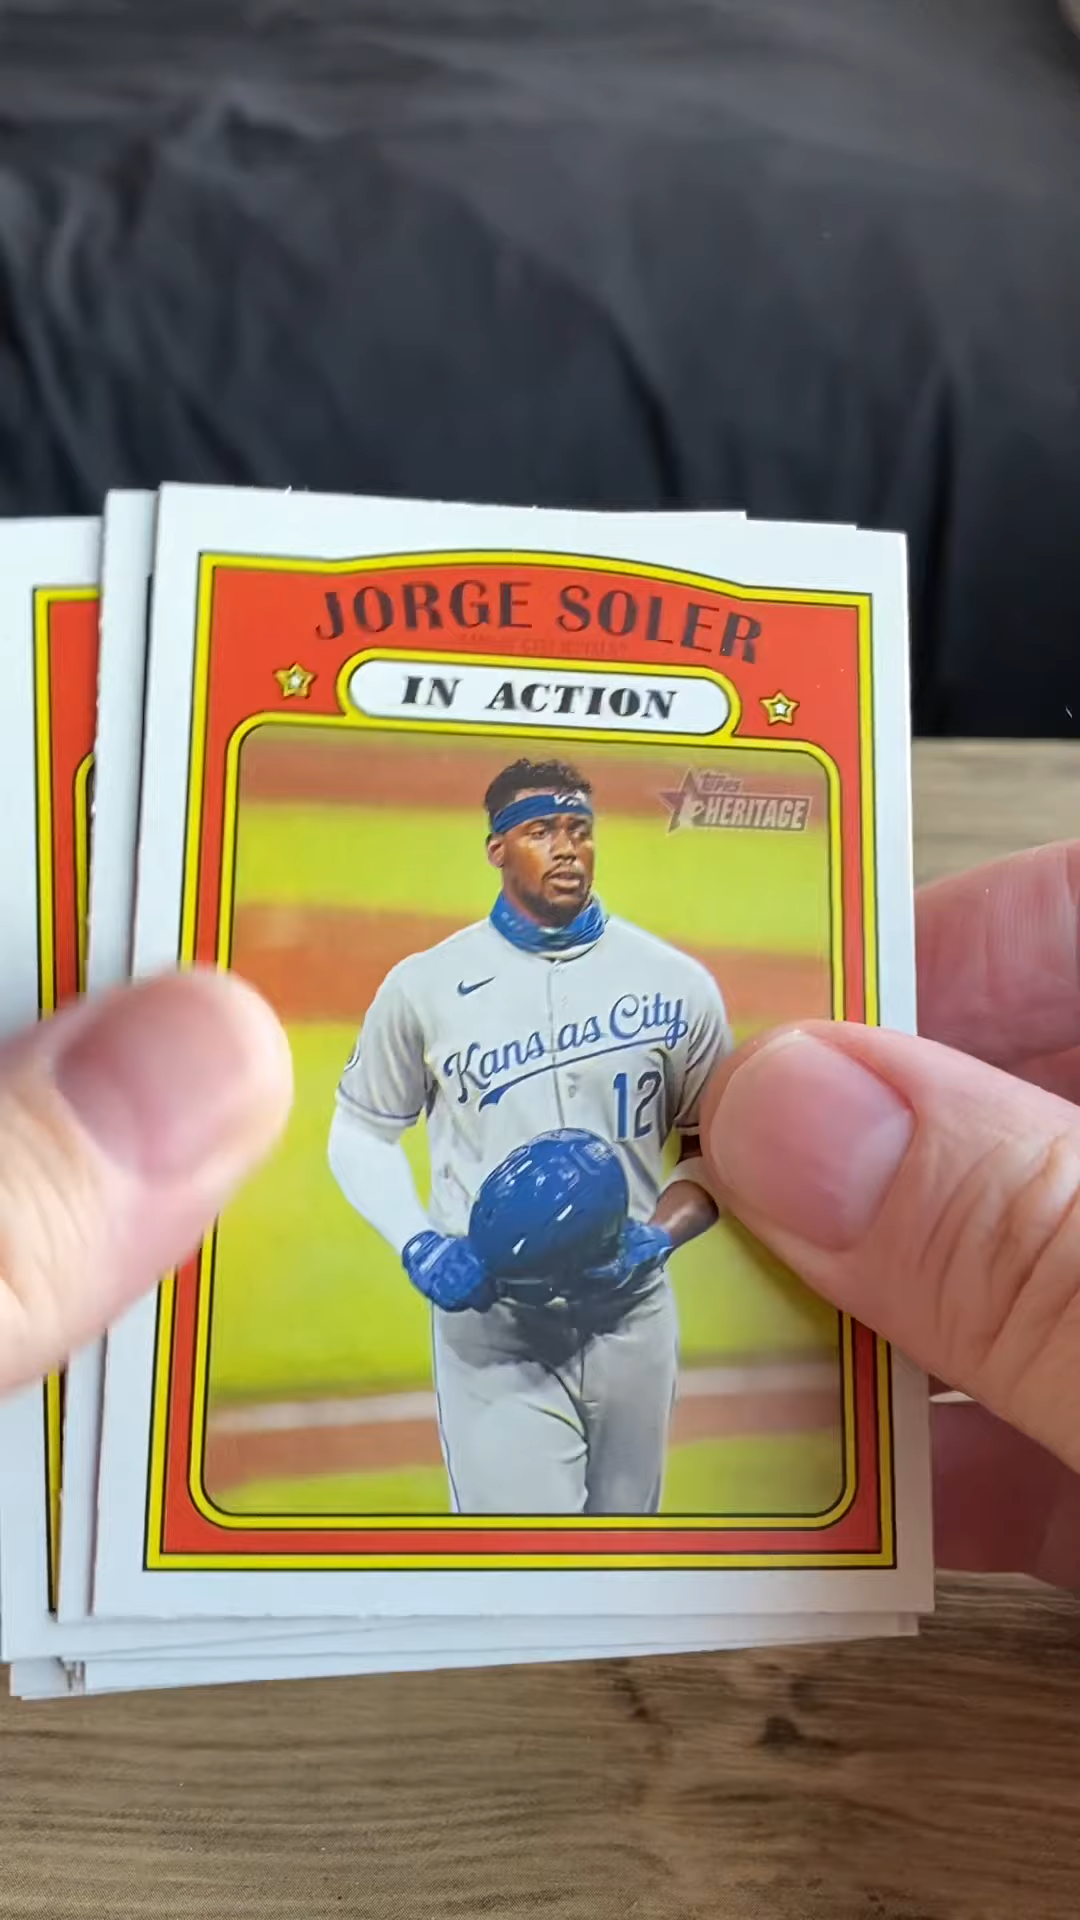 JORGE SOLER
IN ACTION
TOPPS
HERITAGE
Kansas City
12